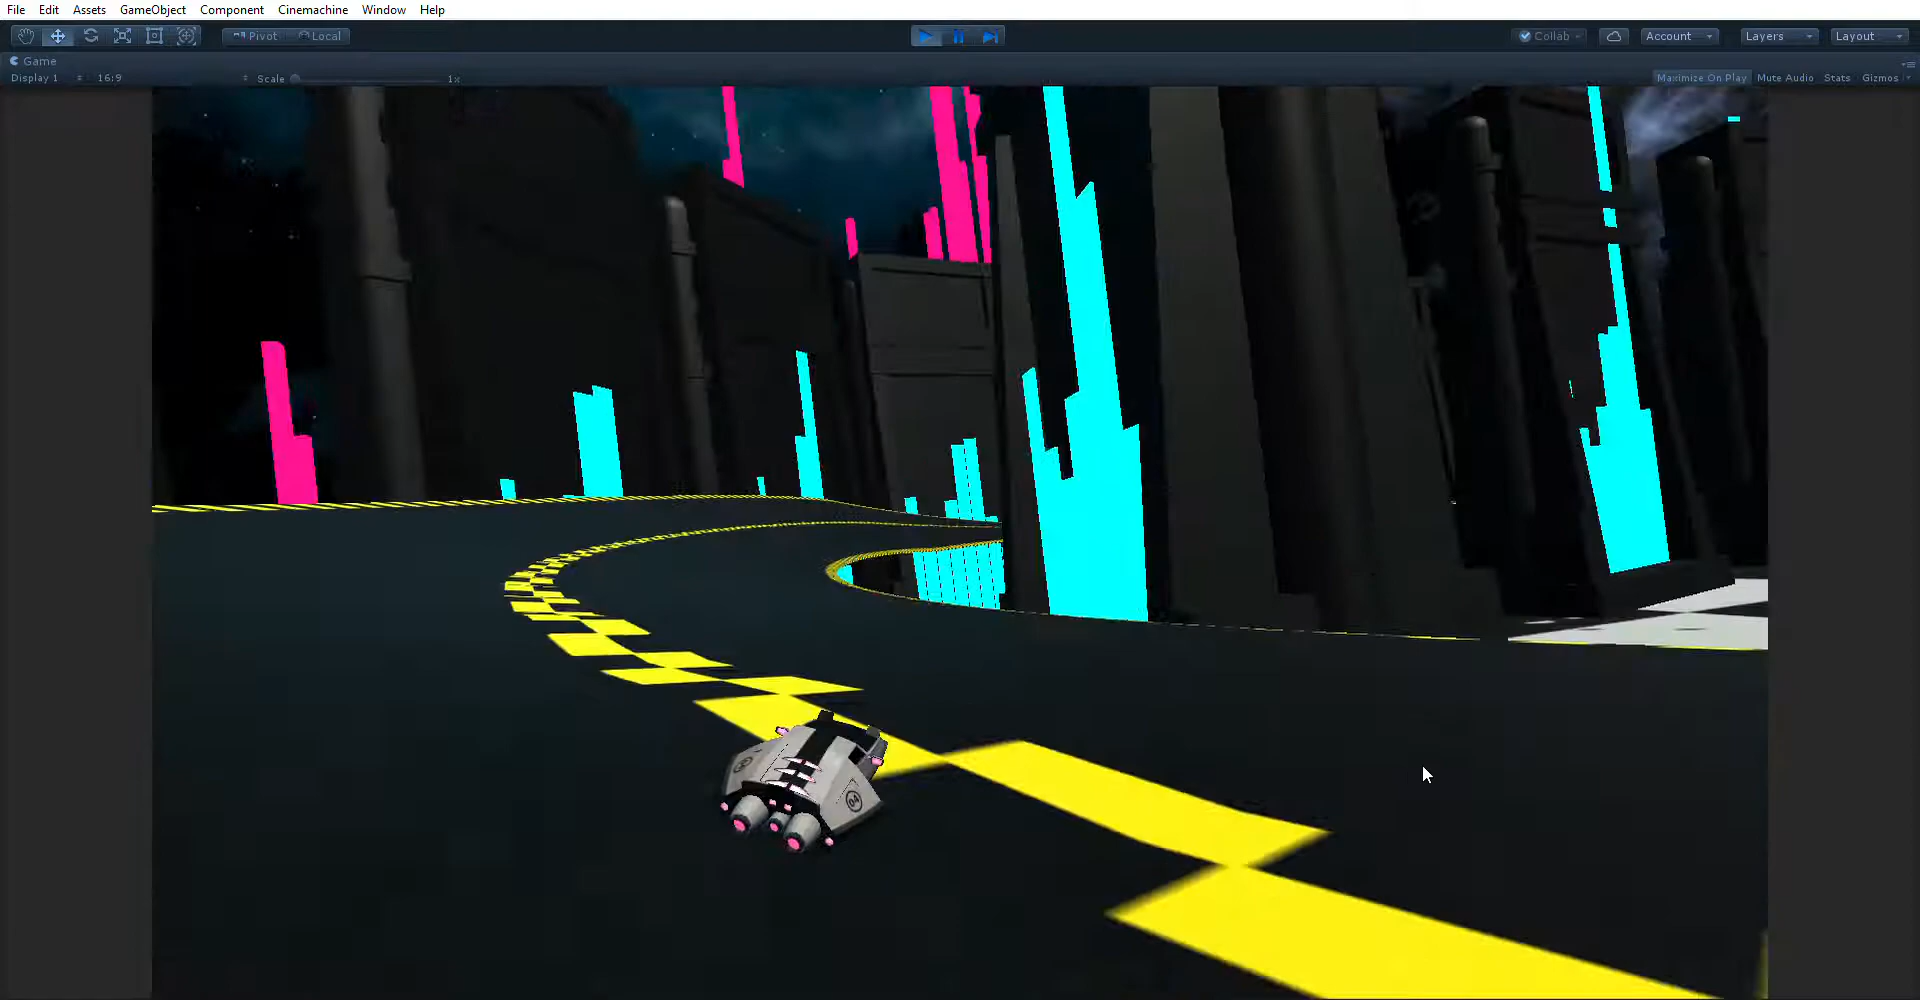 File Edit Assets GameObject Component Cinemachine Window Help
Pivot Local Collab Account Layers Layout
Game
Display 1 16:9 Scale 1x Maximize On Play Mute Audio Stats Gizmos
04